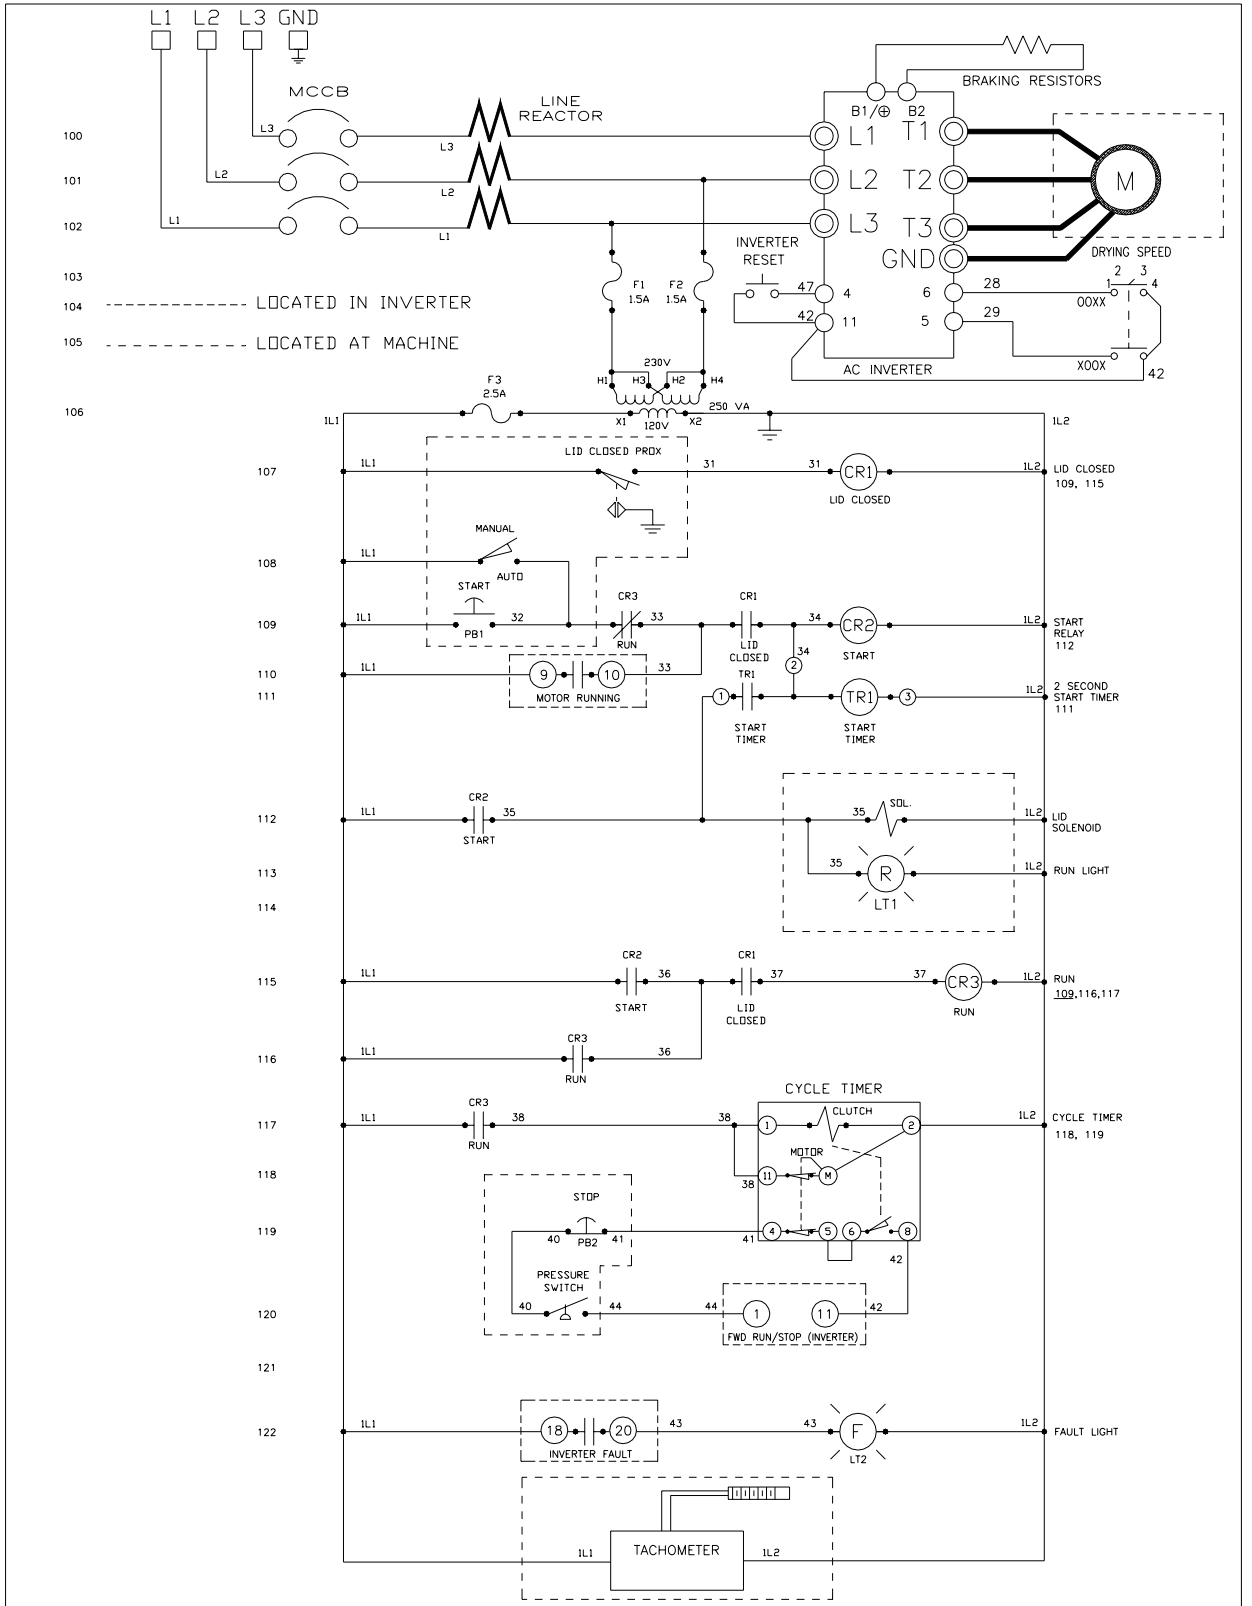 L1 L2 L3 GND
MCCB
LINE
REACTOR
BRAKING RESISTORS
B1/⊕ B2
100
L3
L3
L1 T1
101
L2
L2
L2 T2
M
102
L1
L1
L3 T3
GND
INVERTER
RESET
DRYING SPEED
103
F1
1.5A
F2
1.5A
47 4
6 28
1 2 3 4
OOXX
104
LOCATED IN INVERTER
42 11
5 29
105
LOCATED AT MACHINE
XOOX
42
230V
AC INVERTER
H1 H3 H2 H4
F3
2.5A
250 VA
106
1L1
X1 120V X2
1L2
LID CLOSED PROX
107
1L1
31
31
CR1
LID CLOSED
1L2
LID CLOSED
109, 115
MANUAL
108
1L1
AUTO
START
CR3
CR1
109
1L1
PB1
32
RUN
33
LID
CLOSED
34
CR2
START
1L2
START
RELAY
112
34
2
110
1L1
9 10
MOTOR RUNNING
33
TR1
111
1
START
TIMER
TR1
START
TIMER
3
1L2
2 SECOND
START TIMER
111
CR2
112
1L1
35
START
35
SOL.
1L2
LID
SOLENOID
113
35
R
LT1
1L2
RUN LIGHT
114
CR2
CR1
115
1L1
START
36
LID
CLOSED
37
37
CR3
RUN
1L2
RUN
109,116,117
CR3
116
1L1
RUN
36
CYCLE TIMER
CR3
117
1L1
38
RUN
38
1
CLUTCH
2
1L2
CYCLE TIMER
118, 119
118
38
11
MOTOR
M
STOP
119
40
PB2
41
41
4 5 6 8
42
PRESSURE
SWITCH
120
40
44
44
1 11
42
FWD RUN/STOP (INVERTER)
121
122
1L1
18 20
INVERTER FAULT
43
43
F
LT2
1L2
FAULT LIGHT
1L1
TACHOMETER
1L2